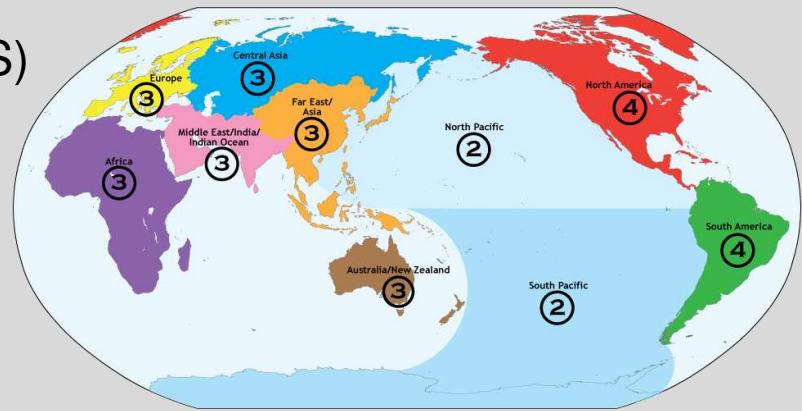 S)
Central Asia
3
Europe
3
North America
4
Far East/
Asia
3
North Pacific
2
Middle East/India/
Indian Ocean
3
Africa
3
South America
4
Australia/New Zealand
3
South Pacific
2